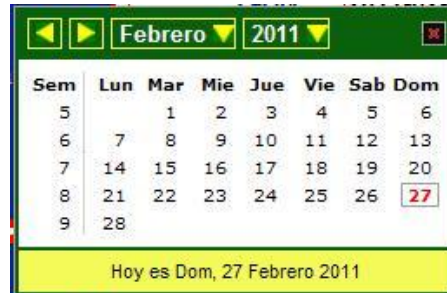 Febrero 2011
Sem Lun Mar Mie Jue Vie Sab Dom
5 1 2 3 4 5 6
6 7 8 9 10 11 12 13
7 14 15 16 17 18 19 20
8 21 22 23 24 25 26 27
9 28
Hoy es Dom, 27 Febrero 2011